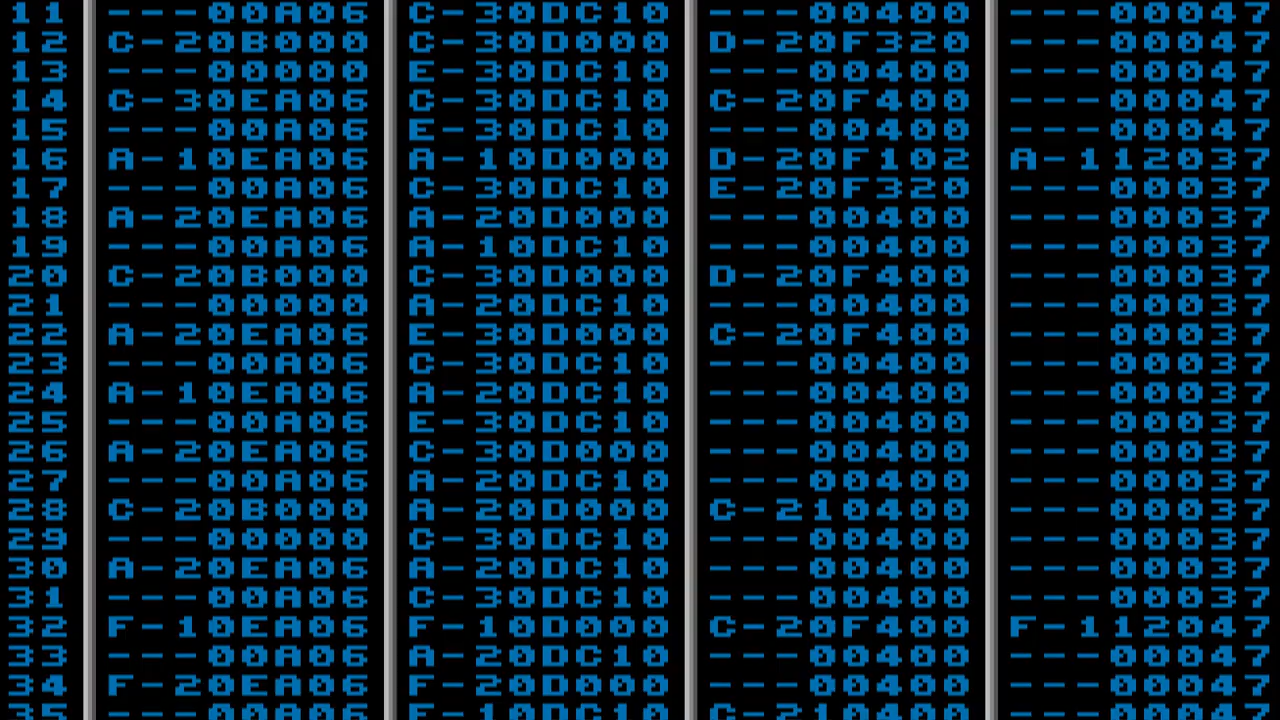 11 ---00A06 C-30DC10 ---00400 ---00047
12 C-20B000 C-30D000 D-20F320 ---00047
13 ---00000 E-30DC10 ---00400 ---00047
14 C-30EA06 C-30DC10 C-20F400 ---00047
15 ---00A06 E-30DC10 ---00400 ---00047
16 A-10EA06 A-10D000 D-20F102 A-112037
17 ---00A06 C-30DC10 E-20F320 ---00037
18 A-20EA06 A-20D000 ---00400 ---00037
19 ---00A06 A-10DC10 ---00400 ---00037
20 C-20B000 C-30D000 D-20F400 ---00037
21 ---00000 A-20DC10 ---00400 ---00037
22 A-20EA06 E-30D000 C-20F400 ---00037
23 ---00A06 C-30DC10 ---00400 ---00037
24 A-10EA06 A-20DC10 ---00400 ---00037
25 ---00A06 E-30DC10 ---00400 ---00037
26 A-20EA06 C-30D000 ---00400 ---00037
27 ---00A06 A-20DC10 ---00400 ---00037
28 C-20B000 A-20D000 C-210400 ---00037
29 ---00000 C-30DC10 ---00400 ---00037
30 A-20EA06 A-20DC10 ---00400 ---00037
31 ---00A06 C-30DC10 ---00400 ---00037
32 F-10EA06 F-10D000 C-20F400 F-112047
33 ---00A06 A-20DC10 ---00400 ---00047
34 F-20EA06 F-20D000 ---00400 ---00047
35 ---00A06 F-10DC10 C-210400 ---00047